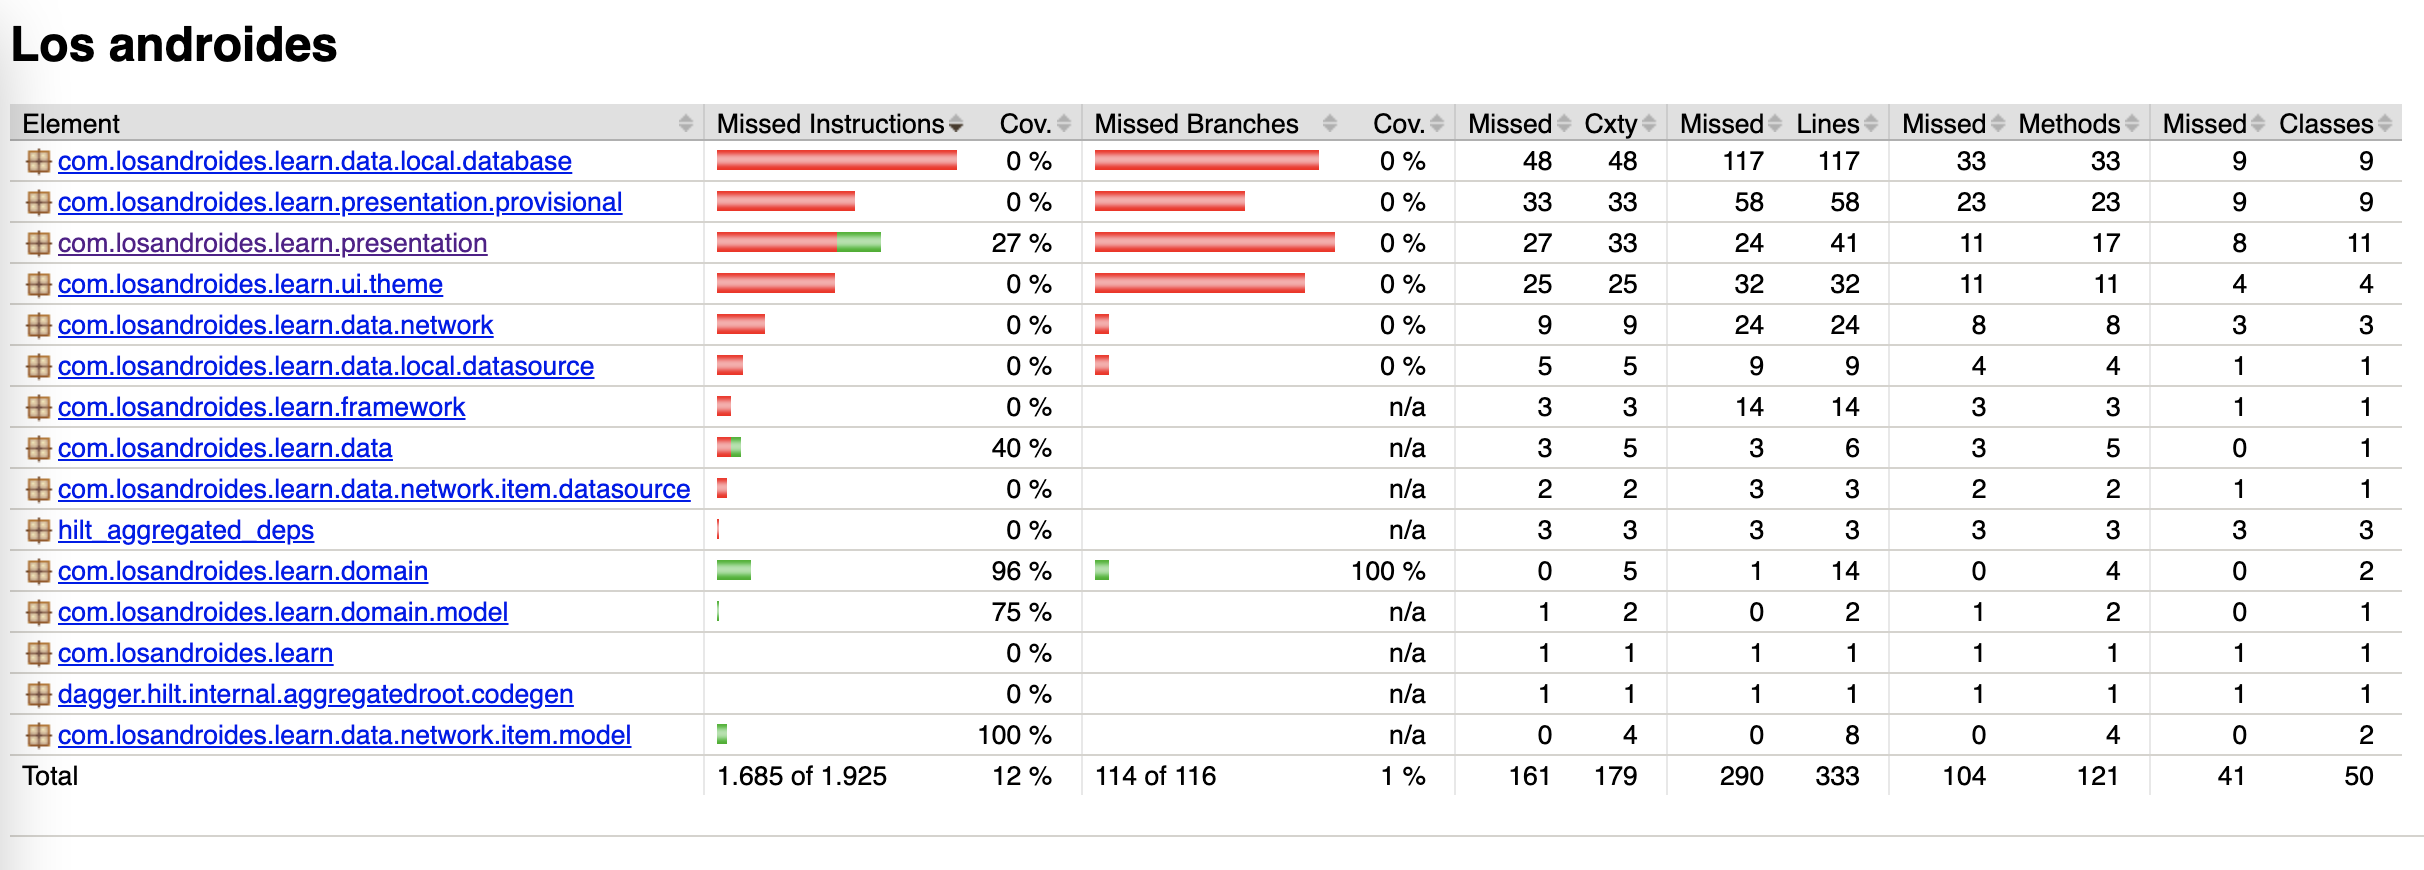 Los androides
Element Missed Instructions Cov. Missed Branches Cov. Missed Cxty Missed Lines Missed Methods Missed Classes
com.losandroides.learn.data.local.database 0 % 0 % 48 48 117 117 33 33 9 9
com.losandroides.learn.presentation.provisional 0 % 0 % 33 33 58 58 23 23 9 9
com.losandroides.learn.presentation 27 % 0 % 27 33 24 41 11 17 8 11
com.losandroides.learn.ui.theme 0 % 0 % 25 25 32 32 11 11 4 4
com.losandroides.learn.data.network 0 % 0 % 9 9 24 24 8 8 3 3
com.losandroides.learn.data.local.datasource 0 % 0 % 5 5 9 9 4 4 1 1
com.losandroides.learn.framework 0 % n/a 3 3 14 14 3 3 1 1
com.losandroides.learn.data 40 % n/a 3 5 3 6 3 5 0 1
com.losandroides.learn.data.network.item.datasource 0 % n/a 2 2 3 3 2 2 1 1
hilt_aggregated_deps 0 % n/a 3 3 3 3 3 3 3 3
com.losandroides.learn.domain 96 % 100 % 0 5 1 14 0 4 0 2
com.losandroides.learn.domain.model 75 % n/a 1 2 0 2 1 2 0 1
com.losandroides.learn 0 % n/a 1 1 1 1 1 1 1 1
dagger.hilt.internal.aggregatedroot.codegen 0 % n/a 1 1 1 1 1 1 1 1
com.losandroides.learn.data.network.item.model 100 % n/a 0 4 0 8 0 4 0 2
Total 1.685 of 1.925 12 % 114 of 116 1 % 161 179 290 333 104 121 41 50